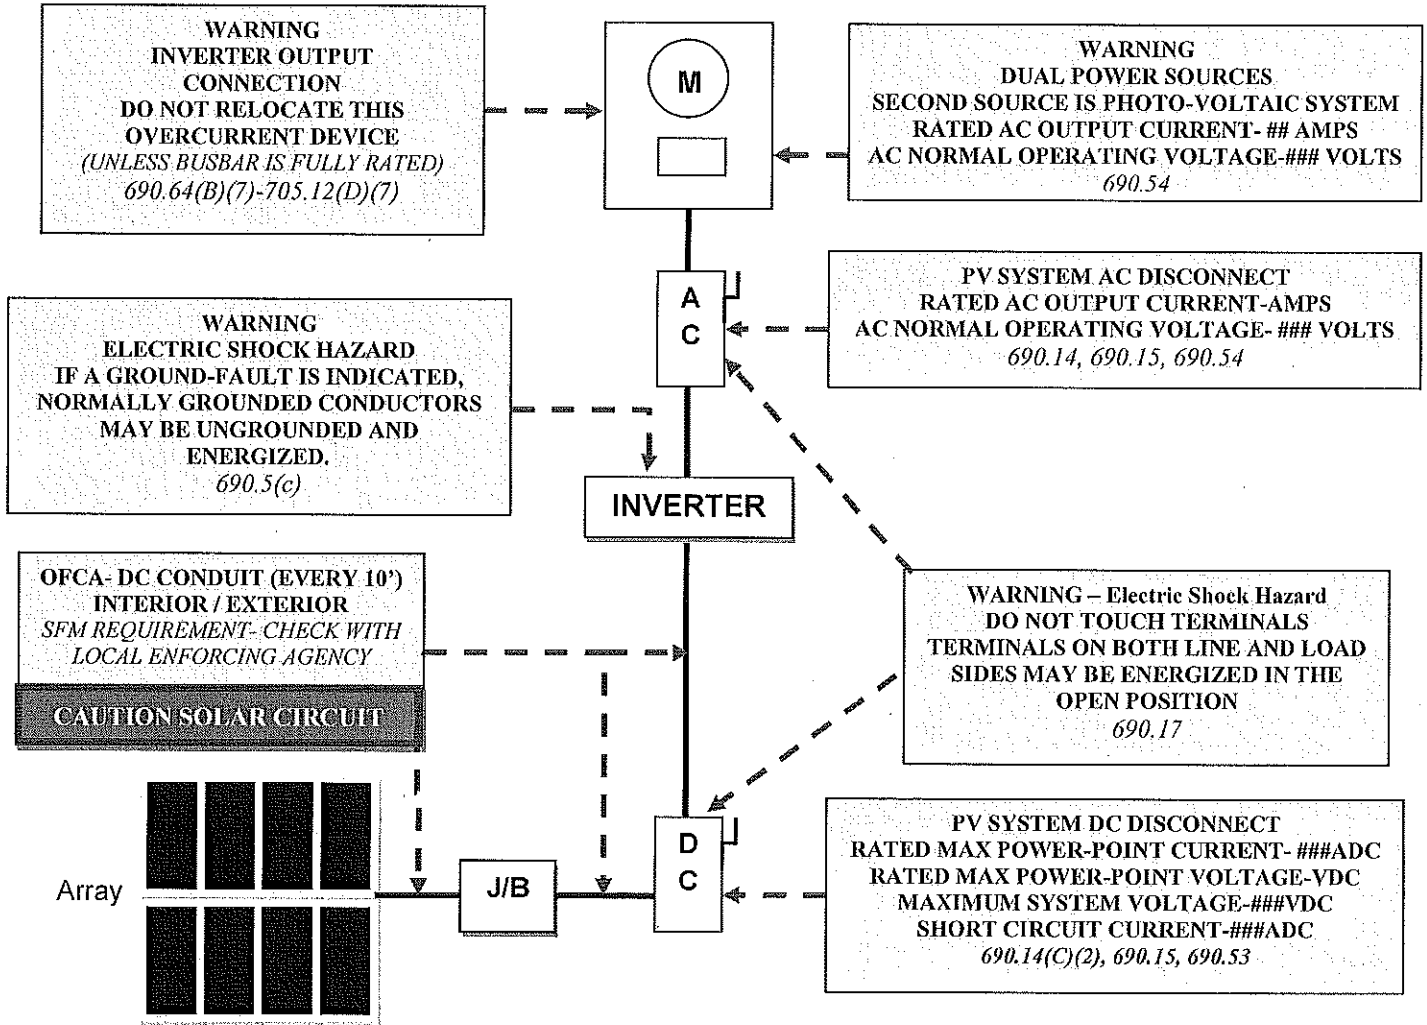 WARNING
INVERTER OUTPUT
CONNECTION
DO NOT RELOCATE THIS
OVERCURRENT DEVICE
(UNLESS BUSBAR IS FULLY RATED)
690.64(B)(7)-705.12(D)(7)
M
WARNING
DUAL POWER SOURCES
SECOND SOURCE IS PHOTO-VOLTAIC SYSTEM
RATED AC OUTPUT CURRENT- ## AMPS
AC NORMAL OPERATING VOLTAGE-### VOLTS
690.54
A
C
PV SYSTEM AC DISCONNECT
RATED AC OUTPUT CURRENT-AMPS
AC NORMAL OPERATING VOLTAGE- ### VOLTS
690.14, 690.15, 690.54
WARNING
ELECTRIC SHOCK HAZARD
IF A GROUND-FAULT IS INDICATED,
NORMALLY GROUNDED CONDUCTORS
MAY BE UNGROUNDED AND
ENERGIZED.
690.5(c)
INVERTER
OFCA- DC CONDUIT (EVERY 10')
INTERIOR / EXTERIOR
SFM REQUIREMENT- CHECK WITH
LOCAL ENFORCING AGENCY
CAUTION SOLAR CIRCUIT
WARNING – Electric Shock Hazard
DO NOT TOUCH TERMINALS
TERMINALS ON BOTH LINE AND LOAD
SIDES MAY BE ENERGIZED IN THE
OPEN POSITION
690.17
Array
J/B
D
C
PV SYSTEM DC DISCONNECT
RATED MAX POWER-POINT CURRENT- ###ADC
RATED MAX POWER-POINT VOLTAGE-VDC
MAXIMUM SYSTEM VOLTAGE-###VDC
SHORT CIRCUIT CURRENT-###ADC
690.14(C)(2), 690.15, 690.53